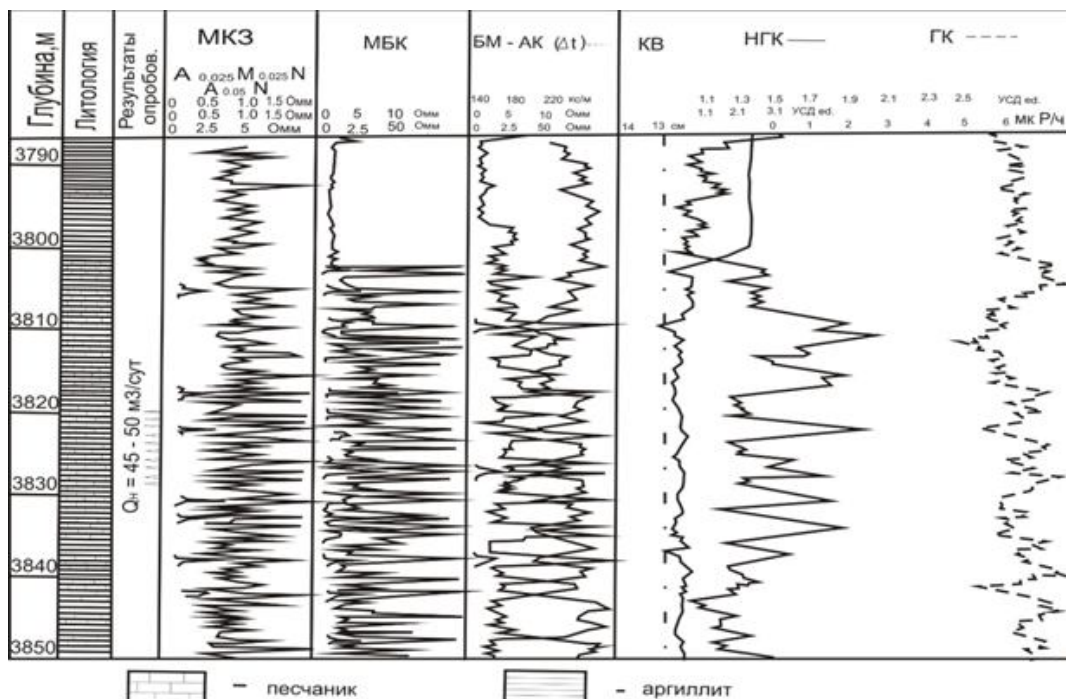 Глубина,м
Литология
Результаты
опробов.
МКЗ
А 0.025 М 0.025 N
А 0.05 N
0 0.5 1.0 1.5 Омм
0 0.5 1.0 1.5 Омм
0 2.5 5 Омм
МБК
0 5 10 Омм
0 2.5 50 Омм
БМ - АК (Δt)
140 180 220 кс/м
0 5 10 Омм
0 2.5 50 Омм
КВ
14 13 см
НГК
ГК
1.1 1.3 1.5 1.7 1.9 2.1 2.3 2.5 УСД ed.
1.1 2.1 3.1 УСД ed.
0 1 2 3 4 5 6 мк Р/ч
3790
3800
3810
3820
3830
3840
3850
Qн = 45 - 50 м3/сут
- песчаник
- аргиллит